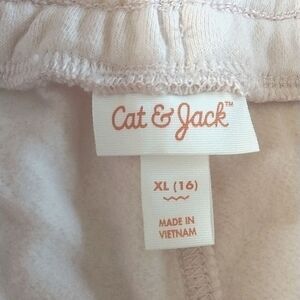 Cat & Jack™
XL (16)
MADE IN
VIETNAM